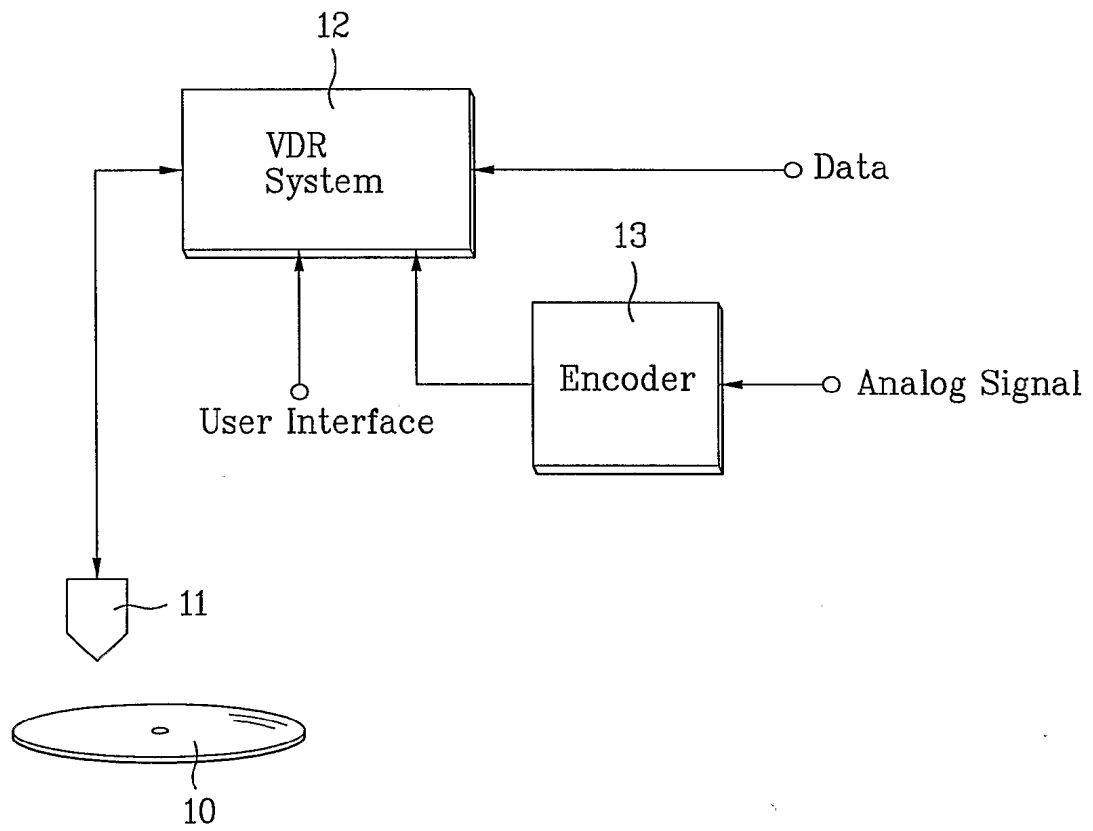 12
VDR
System
Data
13
Encoder
Analog Signal
User Interface
11
10